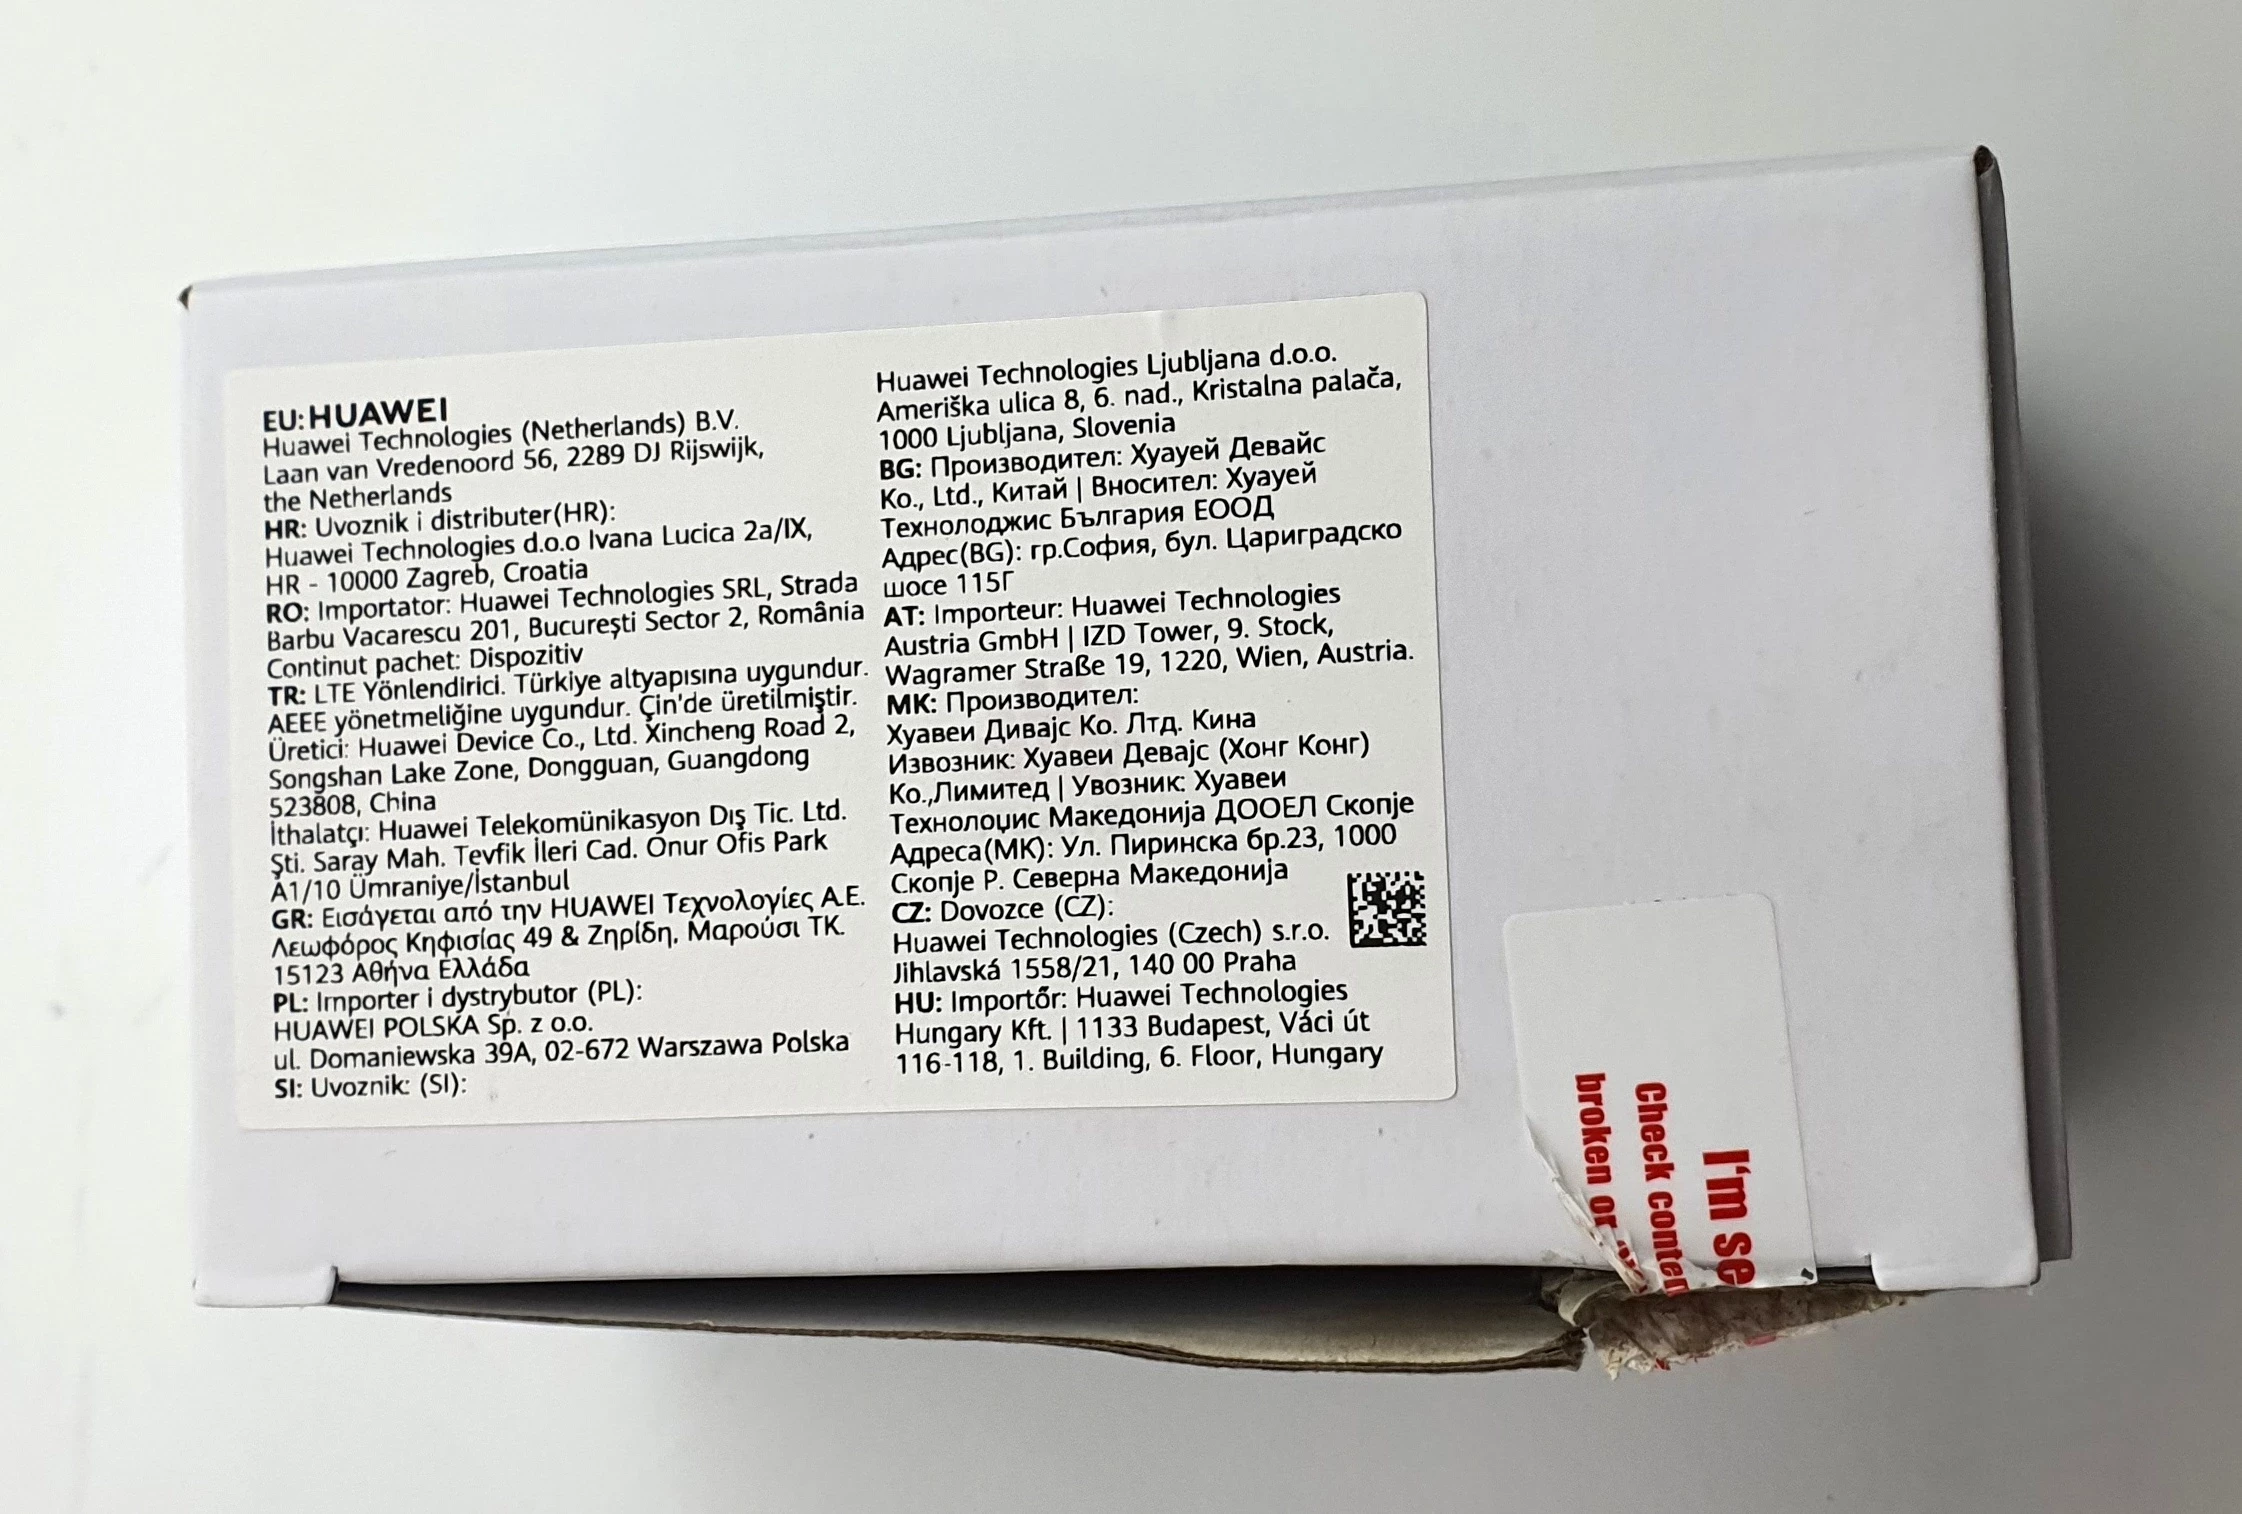 EU:HUAWEI
Huawei Technologies (Netherlands) B.V.
Laan van Vredenoord 56, 2289 DJ Rijswijk,
the Netherlands
HR: Uvoznik i distributer(HR):
Huawei Technologies d.o.o Ivana Lucica 2a/IX,
HR - 10000 Zagreb, Croatia
RO: Importator: Huawei Technologies SRL, Strada
Barbu Vacarescu 201, Bucureşti Sector 2, România
Continut pachet: Dispozitiv
TR: LTE Yönlendirici. Türkiye altyapısına uygundur.
AEEE yönetmeliğine uygundur. Çin'de üretilmiştir.
Üretici: Huawei Device Co., Ltd. Xincheng Road 2,
Songshan Lake Zone, Dongguan, Guangdong
523808, China
İthalatçı: Huawei Telekomünikasyon Dış Tic. Ltd.
Şti. Saray Mah. Tevfik İleri Cad. Onur Ofis Park
A1/10 Ümraniye/İstanbul
GR: Εισάγεται από την HUAWEI Τεχνολογίες Α.Ε.
Λεωφόρος Κηφισίας 49 & Ζηρίδη, Μαρούσι ΤΚ.
15123 Αθήνα Ελλάδα
PL: Importer i dystrybutor (PL):
HUAWEI POLSKA Sp. z o.o.
ul. Domaniewska 39A, 02-672 Warszawa Polska
SI: Uvoznik: (SI):
Huawei Technologies Ljubljana d.o.o.
Ameriška ulica 8, 6. nad., Kristalna palača,
1000 Ljubljana, Slovenia
BG: Производител: Хуауей Девайс
Ко., Ltd., Китай | Вносител: Хуауей
Технолоджис България ЕООД
Адрес(BG): гр.София, бул. Цариградско
шосе 115Г
AT: Importeur: Huawei Technologies
Austria GmbH | IZD Tower, 9. Stock,
Wagramer Straße 19, 1220, Wien, Austria.
MK: Производител:
Хуавеи Дивајс Ко. Лтд. Кина
Извозник: Хуавеи Девајс (Хонг Конг)
Ко.,Лимитед | Увозник: Хуавеи
Технолоџис Македонија ДООЕЛ Скопје
Адреса(МК): Ул. Пиринска бр.23, 1000
Скопје Р. Северна Македонија
CZ: Dovozce (CZ):
Huawei Technologies (Czech) s.r.o.
Jihlavská 1558/21, 140 00 Praha
HU: Importőr: Huawei Technologies
Hungary Kft. | 1133 Budapest, Váci út
116-118, 1. Building, 6. Floor, Hungary
I'm se
Check conten
broken or